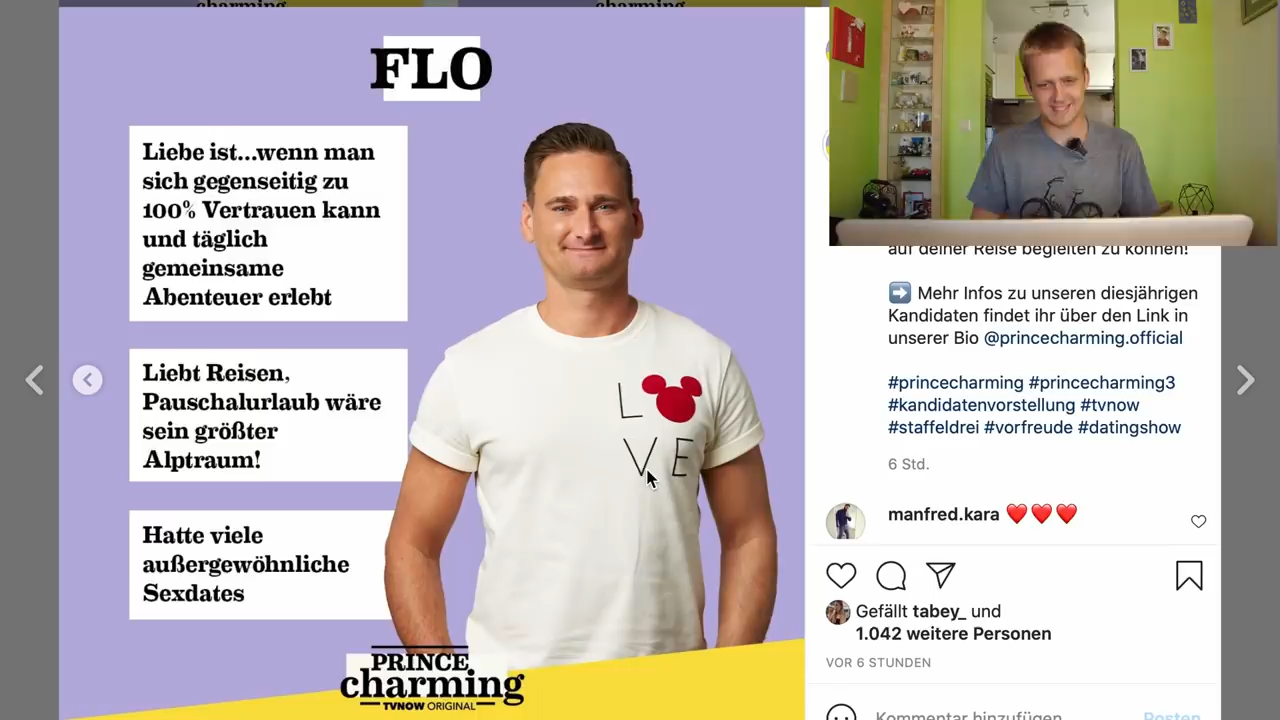 charming
charming
FLO
Liebe ist...wenn man
sich gegenseitig zu
100% Vertrauen kann
und täglich
gemeinsame
Abenteuer erlebt
Liebt Reisen,
Pauschalurlaub wäre
sein größter
Alptraum!
Hatte viele
außergewöhnliche
Sexdates
L
VE
PRINCE
charming
TVNOW ORIGINAL
auf deiner Reise begleiten zu können!
➡️ Mehr Infos zu unseren diesjährigen
Kandidaten findet ihr über den Link in
unserer Bio @princecharming.official
#princecharming #princecharming3
#kandidatenvorstellung #tvnow
#staffeldrei #vorfreude #datingshow
6 Std.
manfred.kara ❤️❤️❤️
Gefällt tabey_ und
1.042 weitere Personen
VOR 6 STUNDEN
Kommentar hinzufügen
Posten